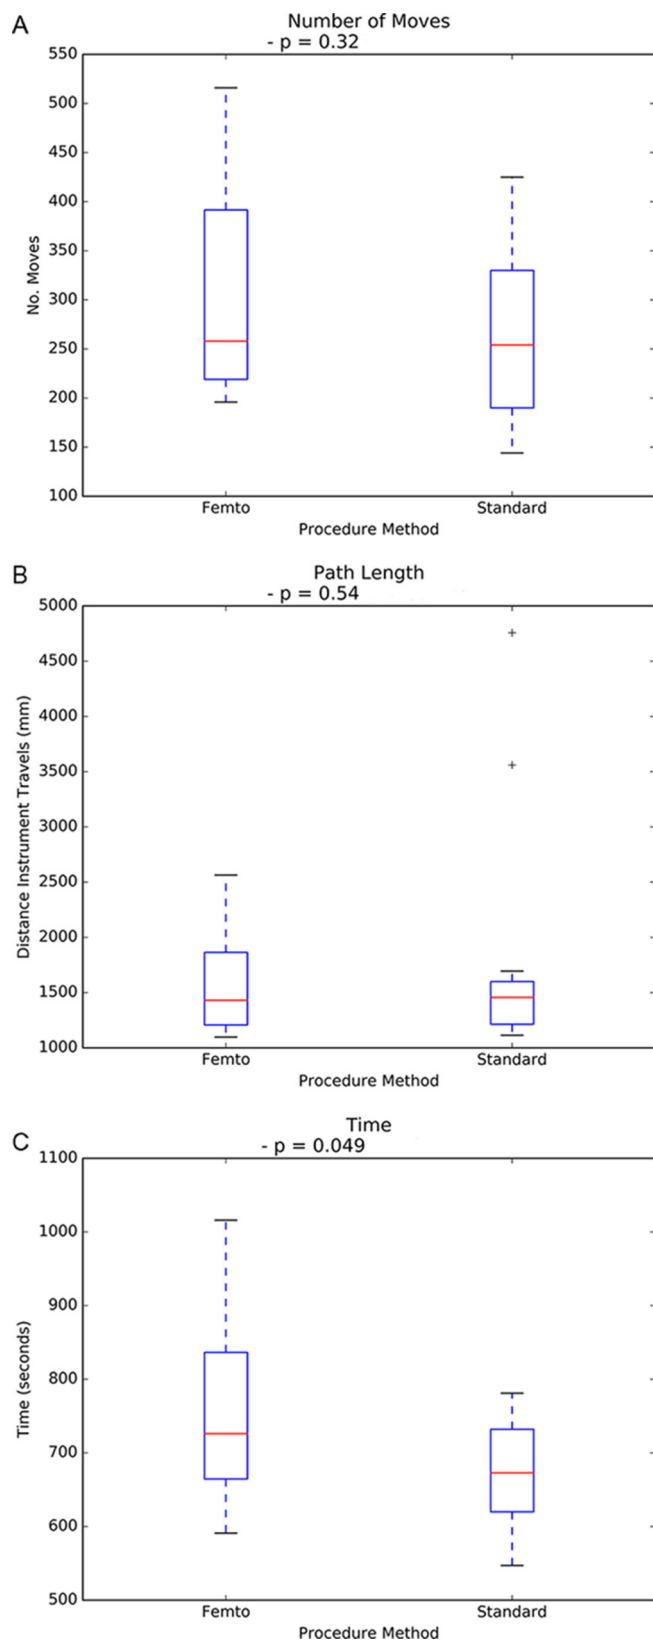 A
Number of Moves
- p = 0.32
550
500
450
400
350
300
250
200
150
100
No. Moves
Femto
Standard
Procedure Method
B
Path Length
- p = 0.54
5000
4500
4000
3500
3000
2500
2000
1500
1000
Distance Instrument Travels (mm)
Femto
Standard
Procedure Method
C
Time
- p = 0.049
1100
1000
900
800
700
600
500
Time (seconds)
Femto
Standard
Procedure Method